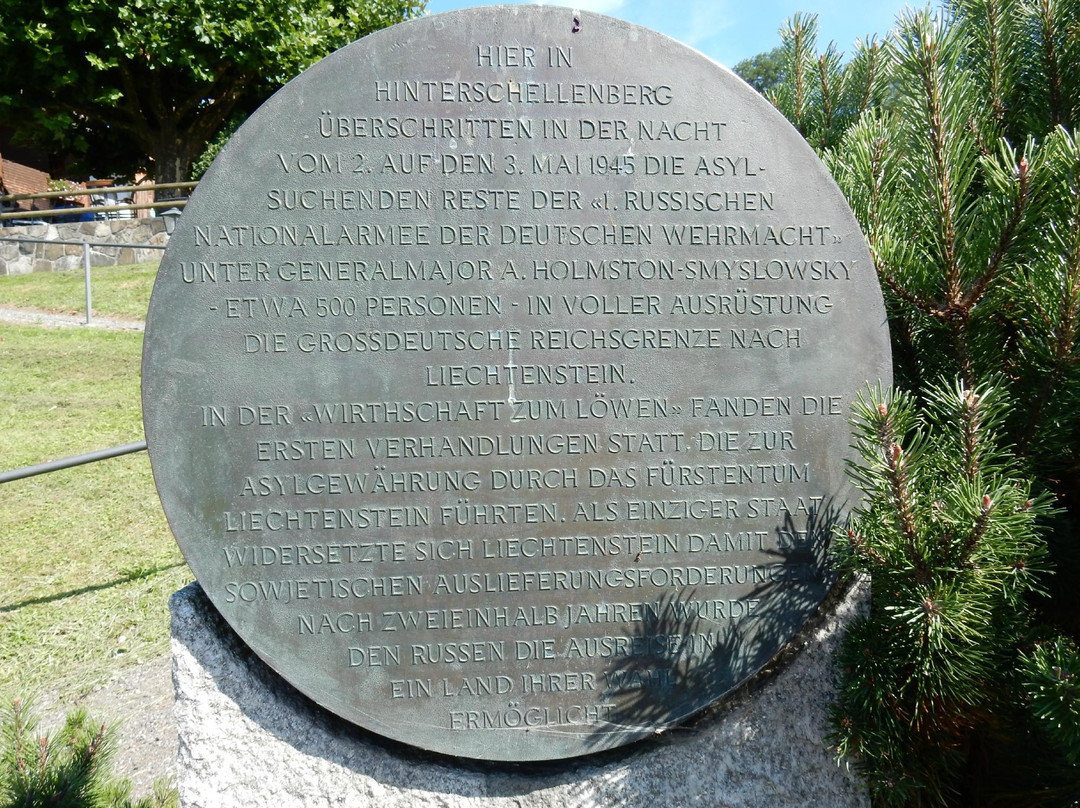 HIER IN
HINTERSCHELLENBERG
ÜBERSCHRITTEN IN DER NACHT
VOM 2. AUF DEN 3. MAI 1945 DIE ASYL-
SUCHENDEN RESTE DER «1. RUSSISCHEN
NATIONALARMEE DER DEUTSCHEN WEHRMACHT»
UNTER GENERALMAJOR A. HOLMSTON-SMYSLOWSKY
- ETWA 500 PERSONEN - IN VOLLER AUSRÜSTUNG
DIE GROSSDEUTSCHE REICHSGRENZE NACH
LIECHTENSTEIN.
IN DER «WIRTHSCHAFT ZUM LÖWEN» FANDEN DIE
ERSTEN VERHANDLUNGEN STATT, DIE ZUR
ASYLGEWÄHRUNG DURCH DAS FÜRSTENTUM
LIECHTENSTEIN FÜHRTEN. ALS EINZIGER STAAT
WIDERSETZTE SICH LIECHTENSTEIN DAMIT DER
SOWJETISCHEN AUSLIEFERUNGSFORDERUNG.
NACH ZWEIEINHALB JAHREN WURDE
DEN RUSSEN DIE AUSREISE IN
EIN LAND IHRER WAHL
ERMÖGLICHT